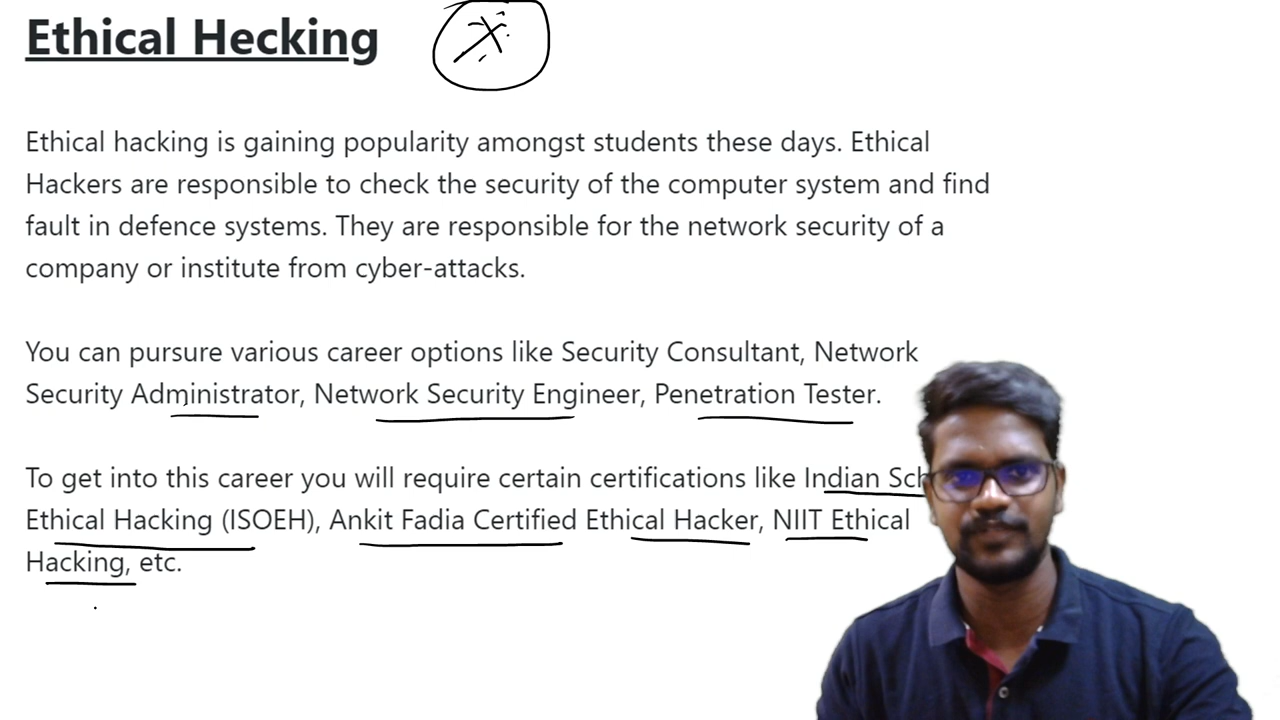 Ethical Hecking
Ethical hacking is gaining popularity amongst students these days. Ethical
Hackers are responsible to check the security of the computer system and find
fault in defence systems. They are responsible for the network security of a
company or institute from cyber-attacks.
You can pursure various career options like Security Consultant, Network
Security Administrator, Network Security Engineer, Penetration Tester.
To get into this career you will require certain certifications like Indian
Ethical Hacking (ISOEH), Ankit Fadia Certified Ethical Hacker, NIIT Ethical
Hacking, etc.